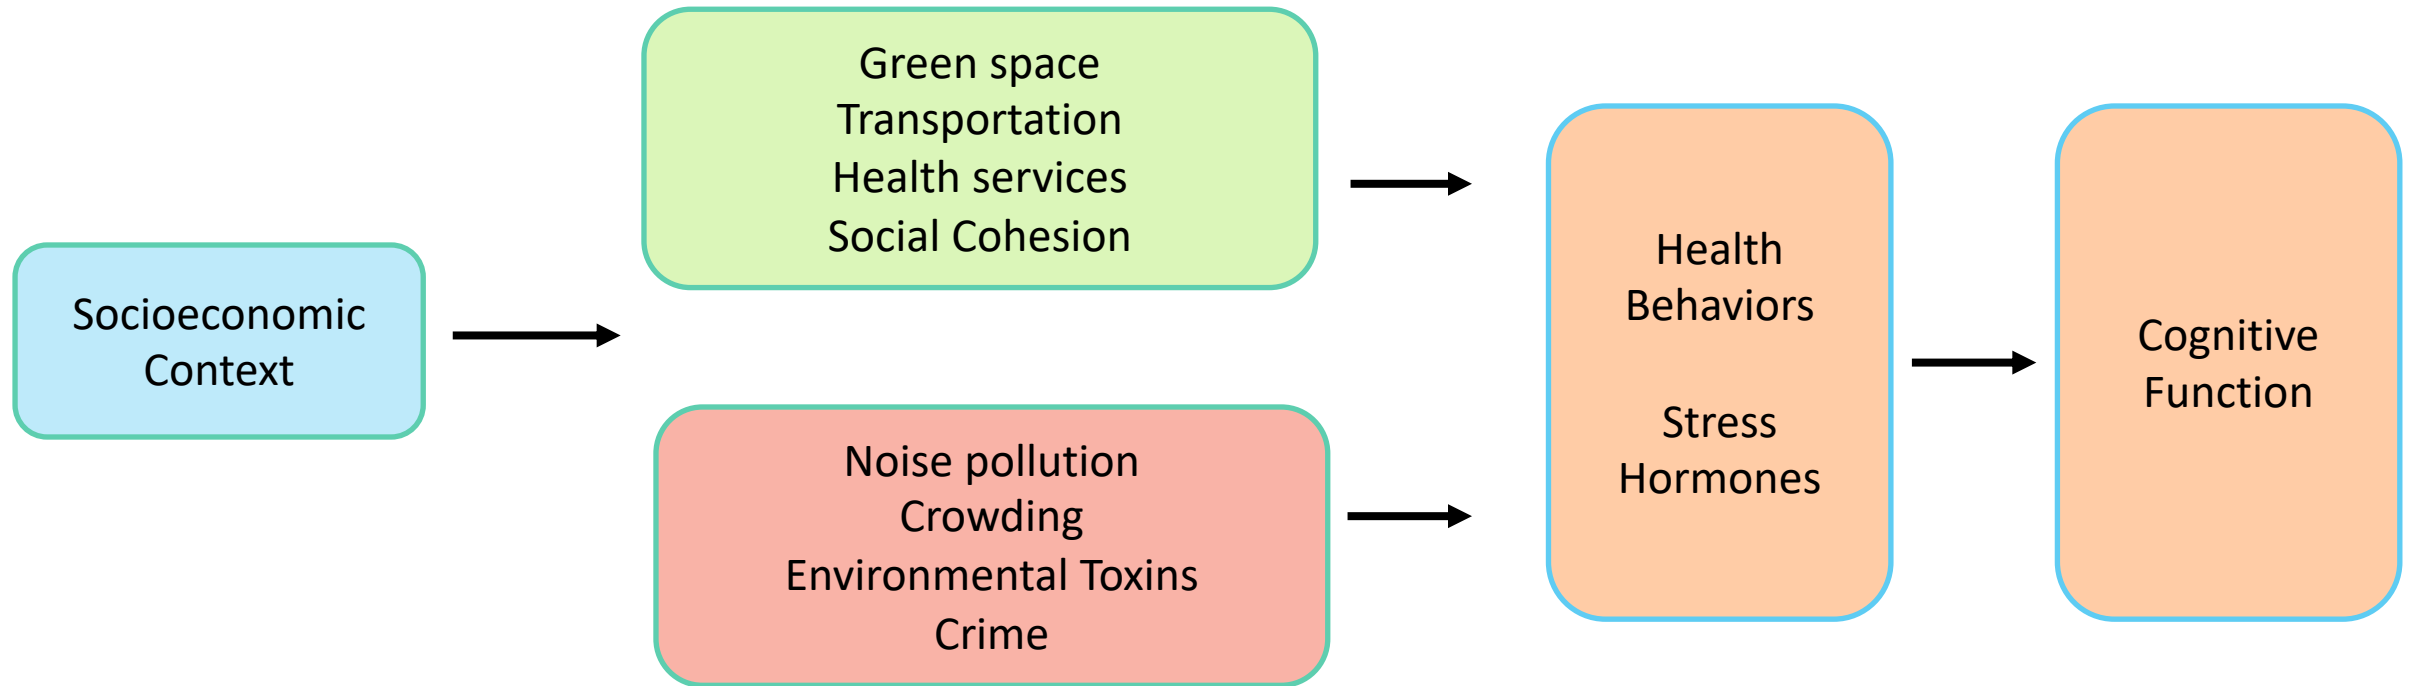 Socioeconomic
Context
Green space
Transportation
Health services
Social Cohesion
Noise pollution
Crowding
Environmental Toxins
Crime
Health
Behaviors
Stress
Hormones
Cognitive
Function